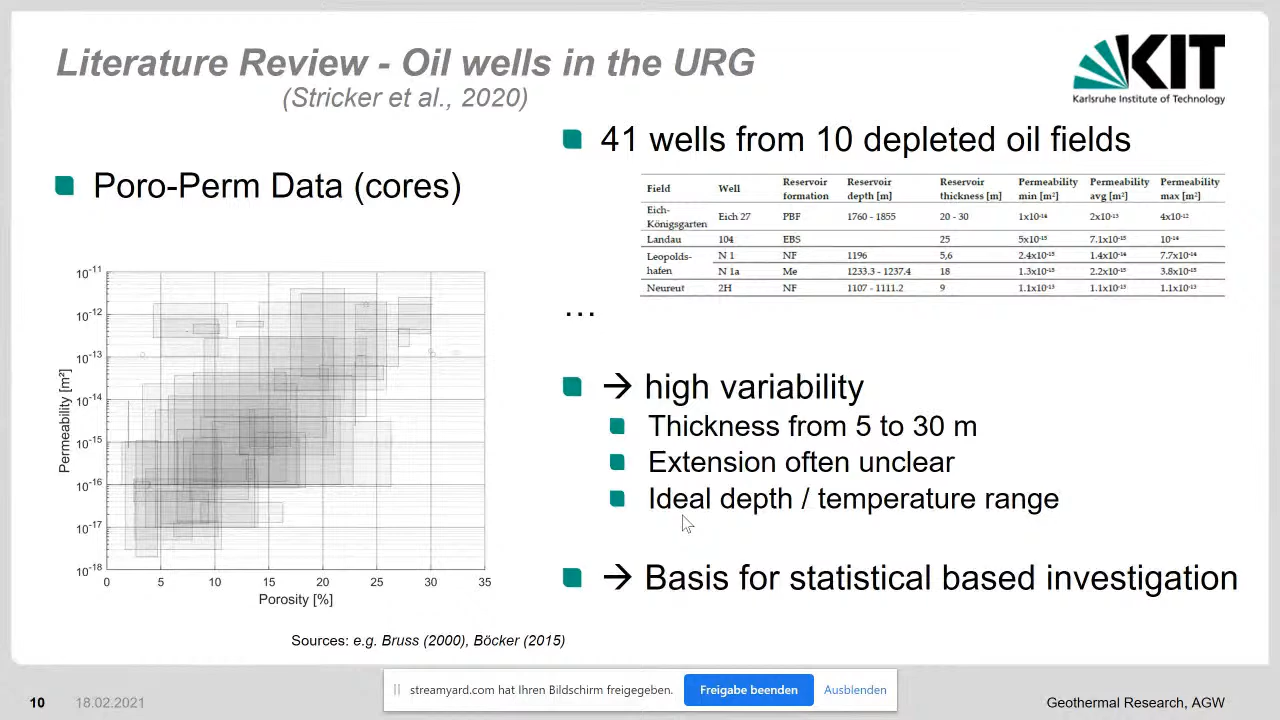 Literature Review - Oil wells in the URG
(Stricker et al., 2020)
KIT
Karlsruhe Institute of Technology
Poro-Perm Data (cores)
10⁻¹¹
10⁻¹²
10⁻¹³
10⁻¹⁴
10⁻¹⁵
10⁻¹⁶
10⁻¹⁷
10⁻¹⁸
Permeability [m²]
0 5 10 15 20 25 30 35
Porosity [%]
Sources: e.g. Bruss (2000), Böcker (2015)
41 wells from 10 depleted oil fields
Field Well Reservoir formation Reservoir depth [m] Reservoir thickness [m] Permeability min [m²] Permeability avg [m²] Permeability max [m²]
Eich-Königsgarten Eich 27 PBF 1760 - 1855 20 - 30 1x10⁻¹⁴ 2x10⁻¹³ 4x10⁻¹²
Landau 104 EBS 25 5x10⁻¹⁵ 7.1x10⁻¹⁵ 10⁻¹⁴
Leopolds-hafen N 1 NF 1196 5,6 2.4x10⁻¹⁵ 1.4x10⁻¹⁴ 7.7x10⁻¹⁴
N 1a Me 1233.3 - 1237.4 18 1.3x10⁻¹⁵ 2.2x10⁻¹⁵ 3.8x10⁻¹⁵
Neureut 2H NF 1107 - 1111.2 9 1.1x10⁻¹³ 1.1x10⁻¹³ 1.1x10⁻¹³
…
→ high variability
Thickness from 5 to 30 m
Extension often unclear
Ideal depth / temperature range
→ Basis for statistical based investigation
streamyard.com hat Ihren Bildschirm freigegeben. Freigabe beenden Ausblenden
10 18.02.2021
Geothermal Research, AGW